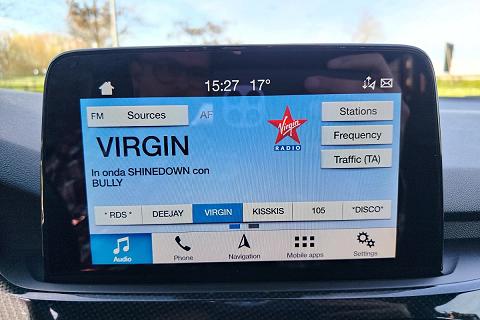 15:27 17°
FM Sources AF
Stations
VIRGIN
Virgin
RADIO
Frequency
Traffic (TA)
In onda SHINEDOWN con
BULLY
*RDS* DEEJAY VIRGIN KISSKIS 105 *DISCO*
Audio Phone Navigation Mobile apps Settings